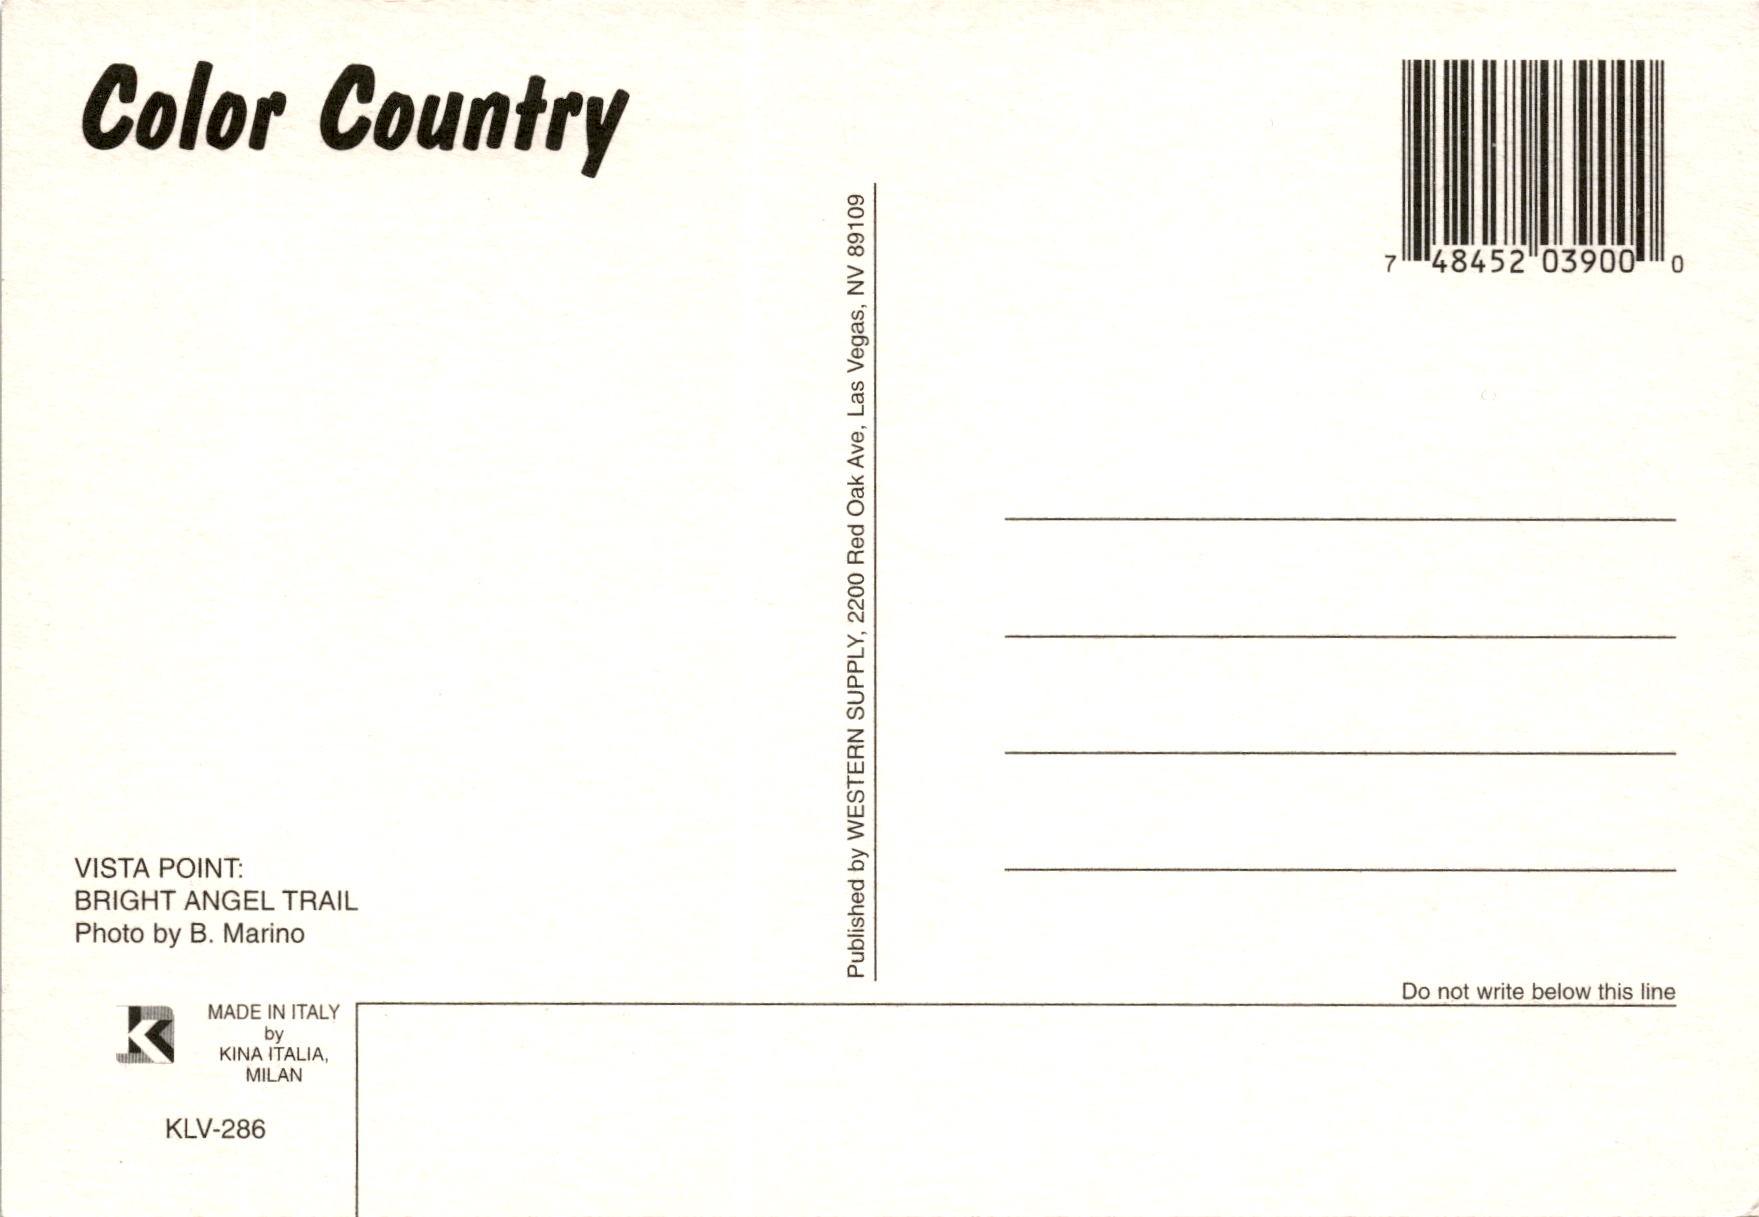 Color Country
7 48452 03900 0
Published by WESTERN SUPPLY, 2200 Red Oak Ave, Las Vegas, NV 89109
VISTA POINT:
BRIGHT ANGEL TRAIL
Photo by B. Marino
Do not write below this line
K
MADE IN ITALY
by
KINA ITALIA,
MILAN
KLV-286